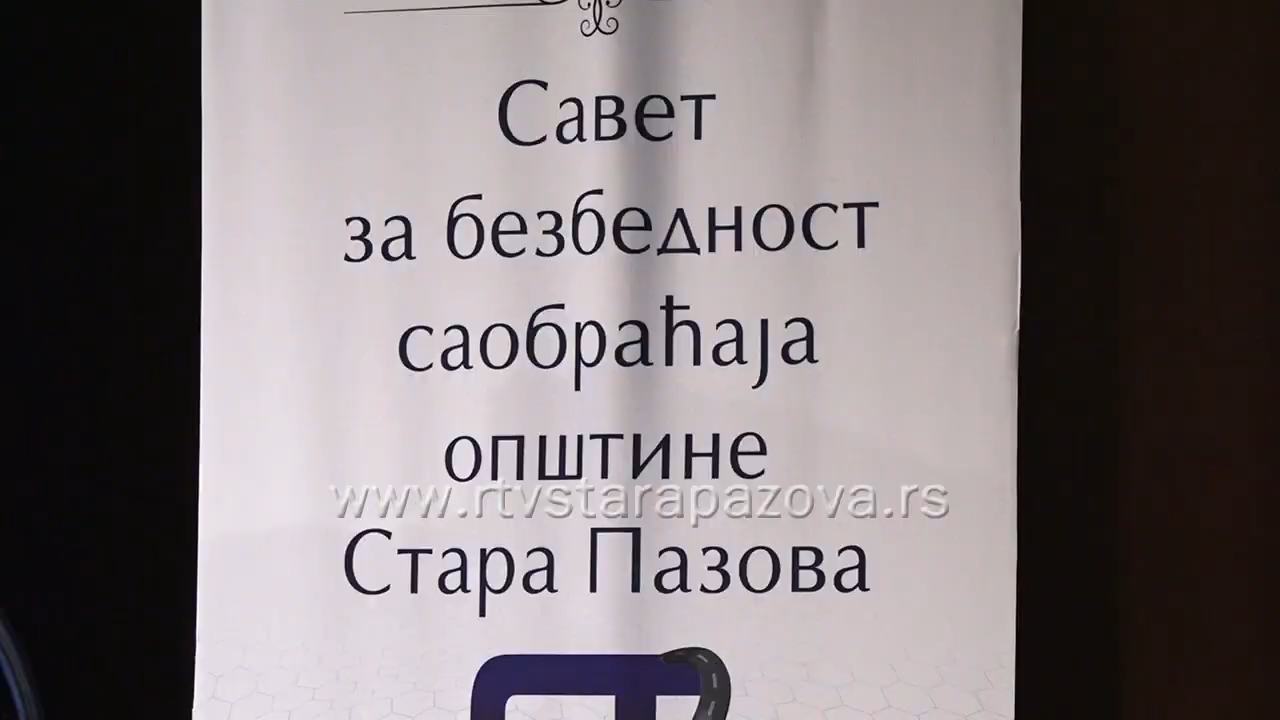 Савет
за безбедност
саобраћаја
општине
www.rtvstarapazova.rs
Стара Пазова